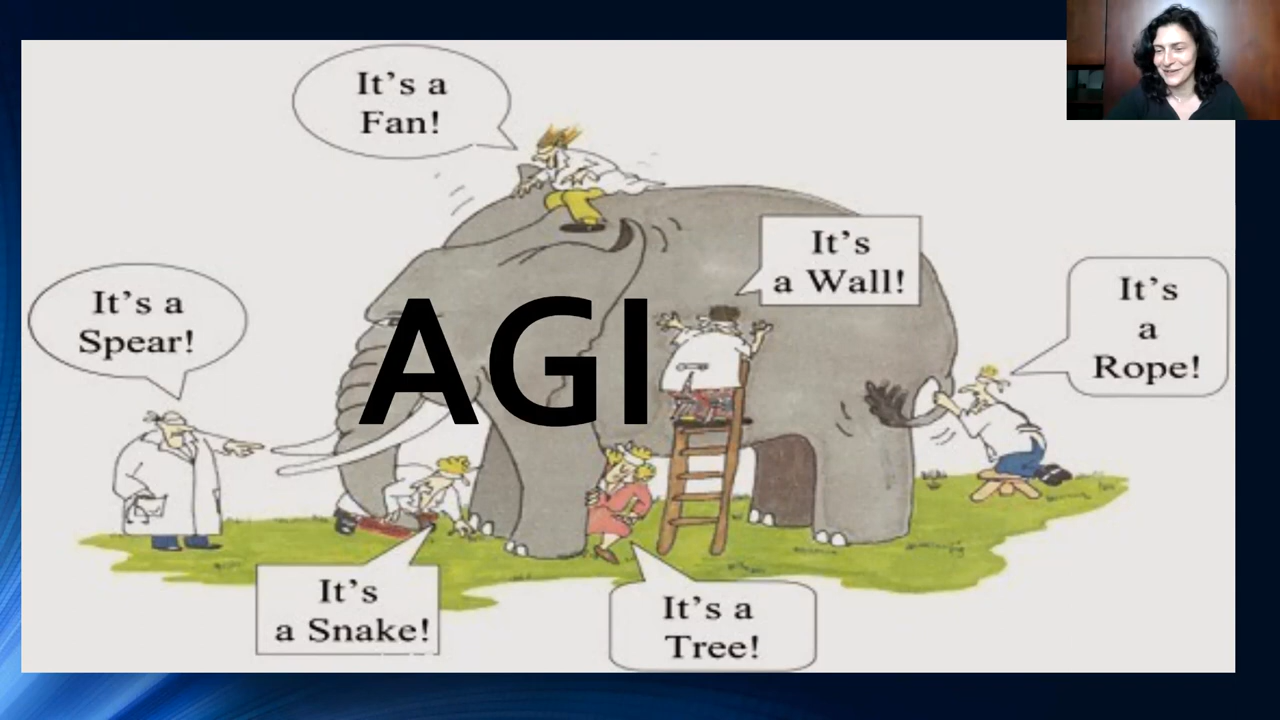 It's a
Fan!
It's
a Wall!
It's a
Spear!
It's
a
Rope!
AGI
It's
a Snake!
It's a
Tree!